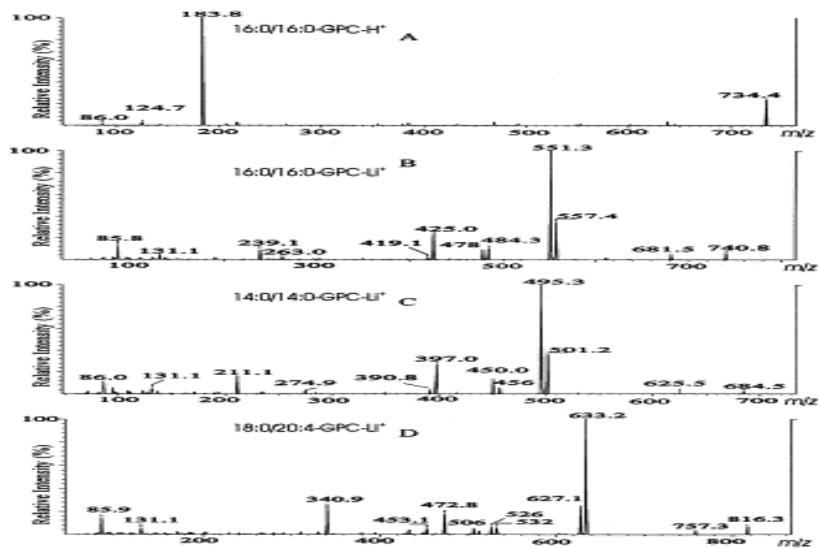 100
183.8
16:0/16:0-GPC-H⁺
A
Relative Intensity (%)
86.0
124.7
734.4
100 200 300 400 500 600 700 m/z
100
551.3
16:0/16:0-GPC-Li⁺
B
Relative Intensity (%)
85.8
131.1
239.1
263.0
419.1
425.0
478
484.3
557.4
681.5
740.8
100 300 500 700 m/z
100
495.3
14:0/14:0-GPC-Li⁺
C
Relative Intensity (%)
86.0
131.1
211.1
274.9
390.8
397.0
450.0
456
501.2
625.5
684.5
100 200 300 400 500 600 700 m/z
100
633.2
18:0/20:4-GPC-Li⁺
D
Relative Intensity (%)
85.9
131.1
340.9
453.1
472.8
506
526
532
627.1
757.3
816.3
200 400 600 800 m/z